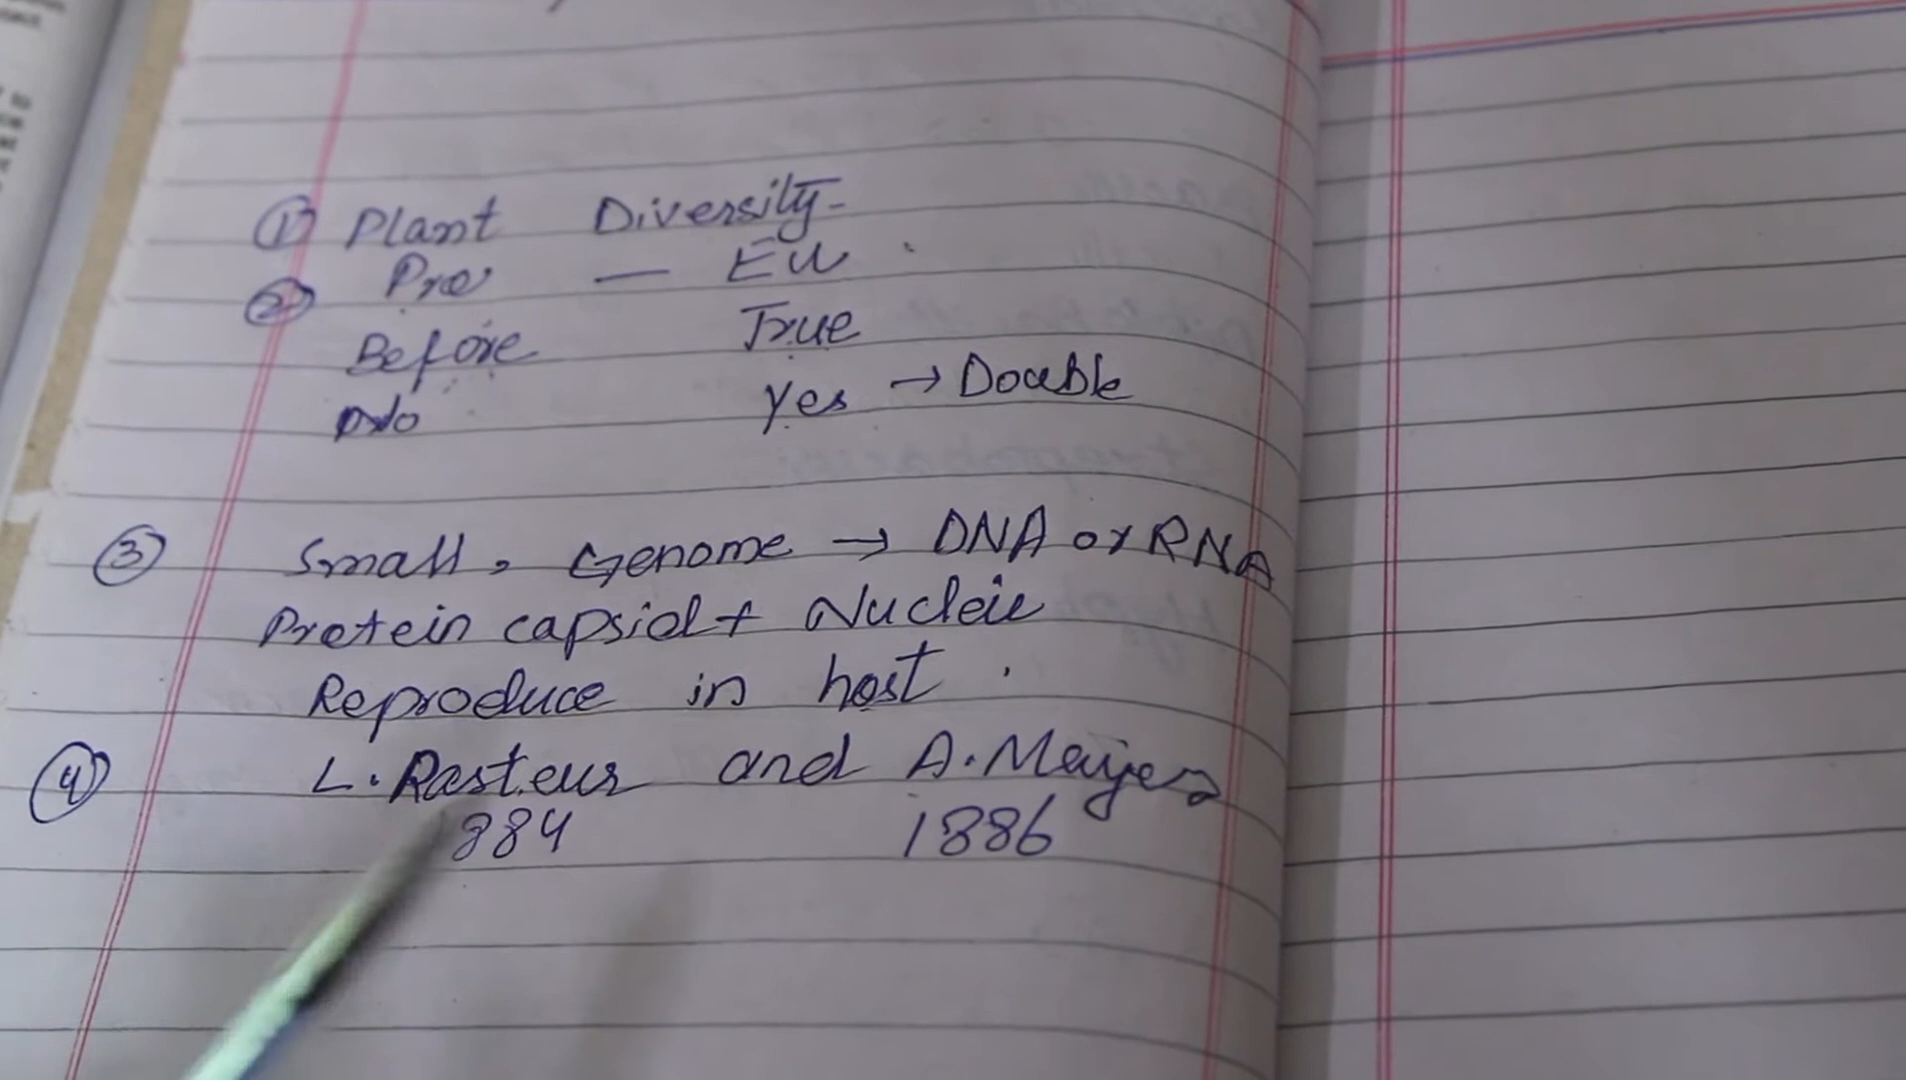 ① Plant Diversity-
② Pro — EU
Before True
No Yes → Double
③ Small, Genome → DNA or RNA
Protein capsid + Nucleic
Reproduce in host.
④ L. Pasteur and A. Mayer
884 1886